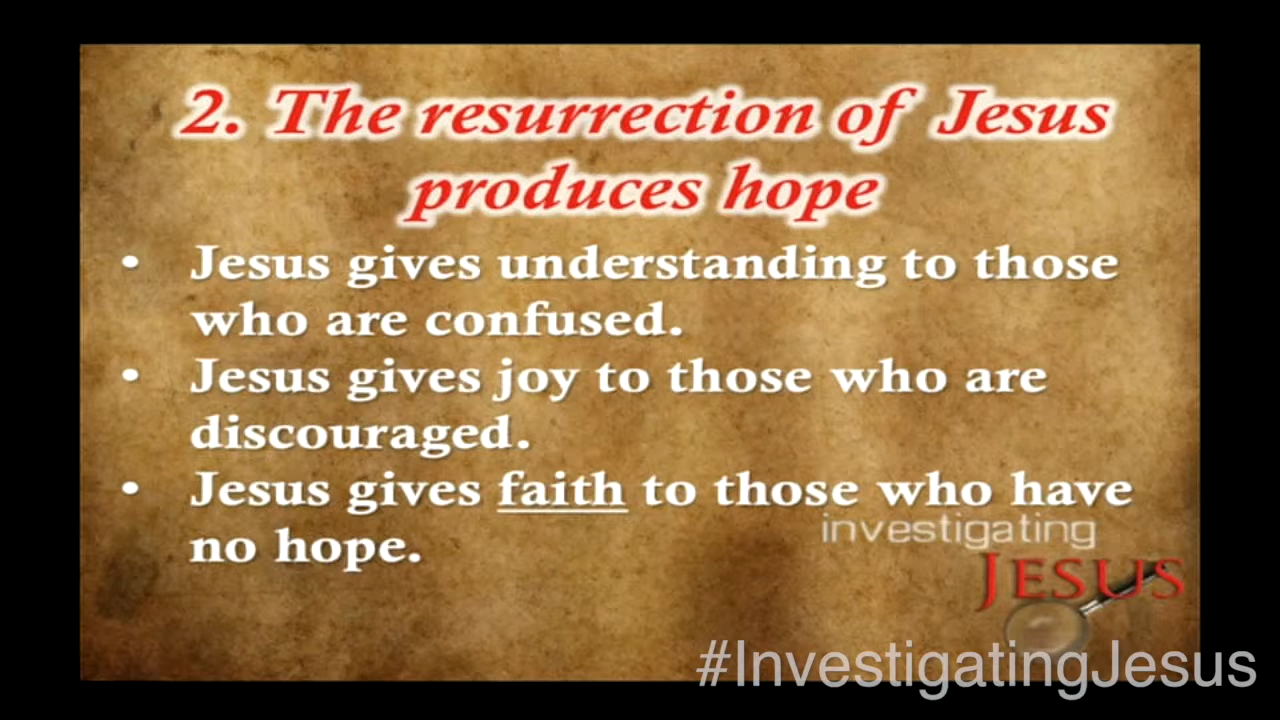 2. The resurrection of Jesus
produces hope
• Jesus gives understanding to those
who are confused.
• Jesus gives joy to those who are
discouraged.
• Jesus gives faith to those who have
no hope.
investigating
JESUS
#InvestigatingJesus